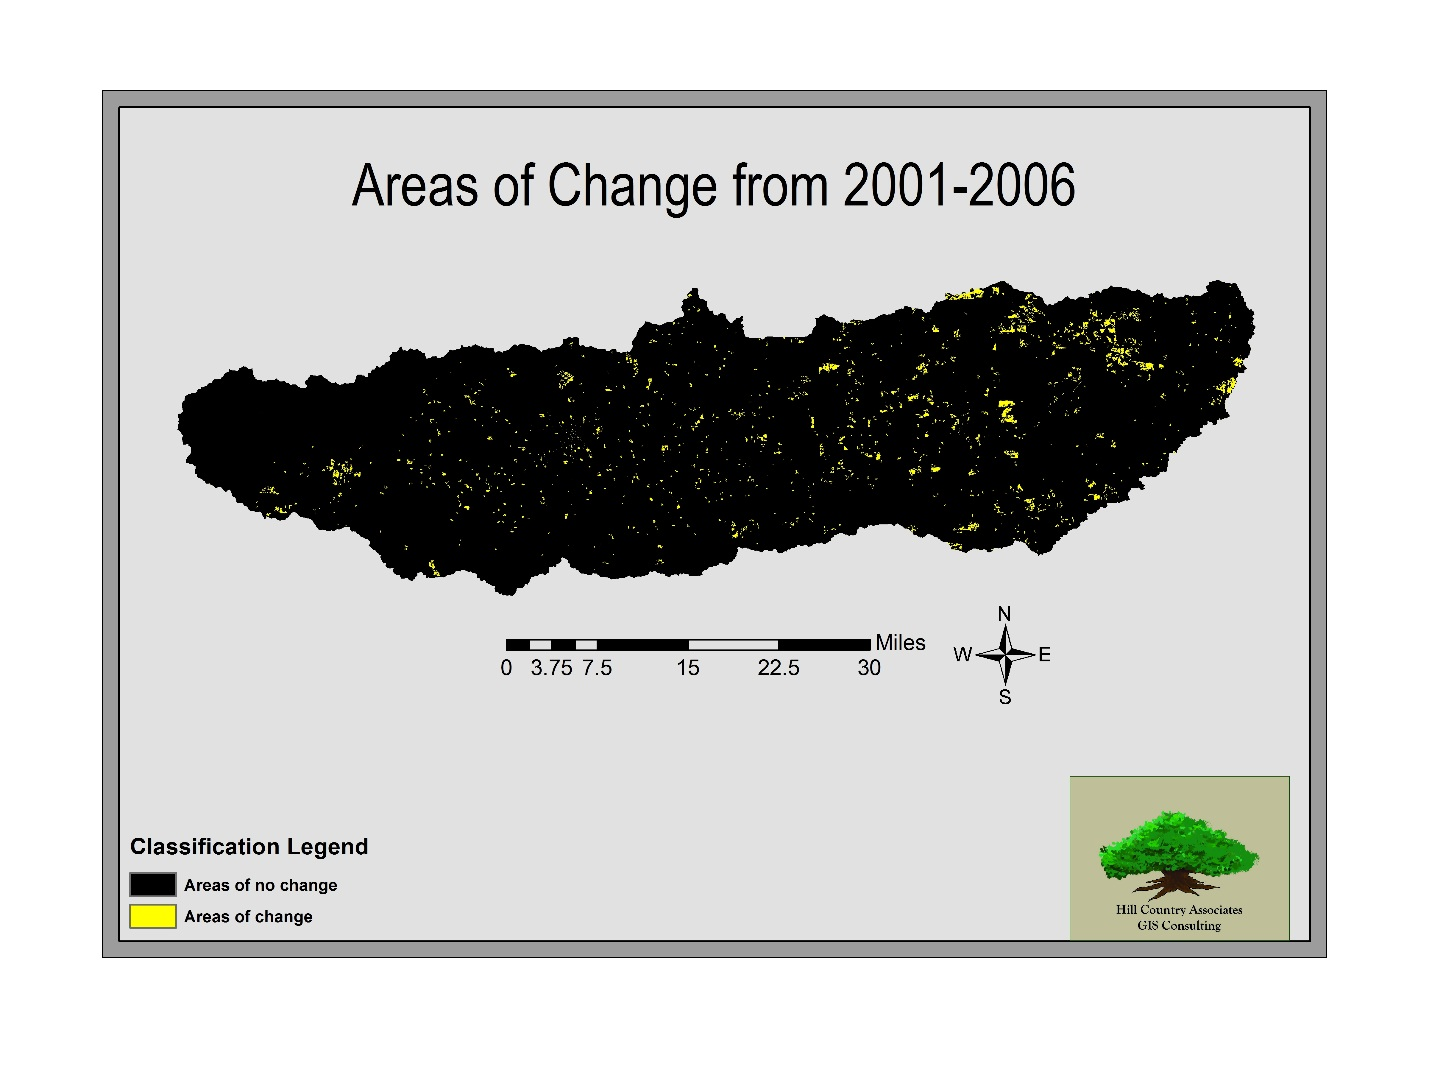 Areas of Change from 2001-2006
Miles
0 3.75 7.5 15 22.5 30
N
W E
S
Classification Legend
Areas of no change
Areas of change
Hill Country Associates
GIS Consulting